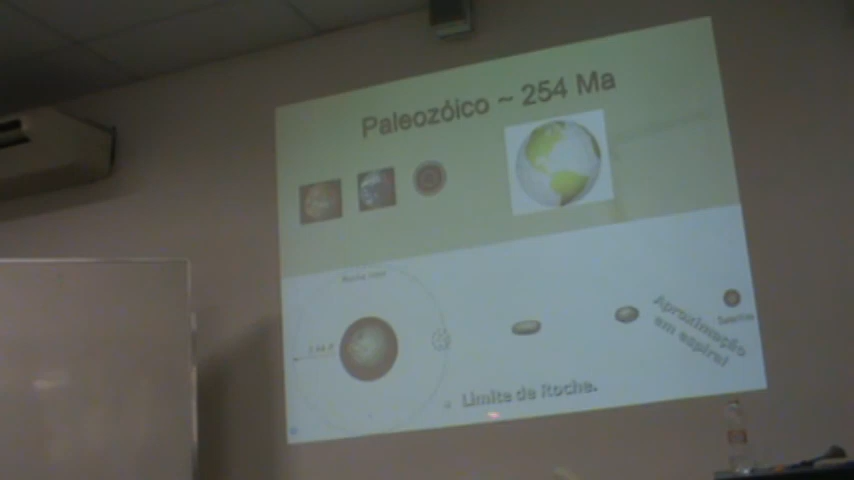 Paleozóico ~ 254 Ma
Aproximação
em espiral
Limite de Roche.